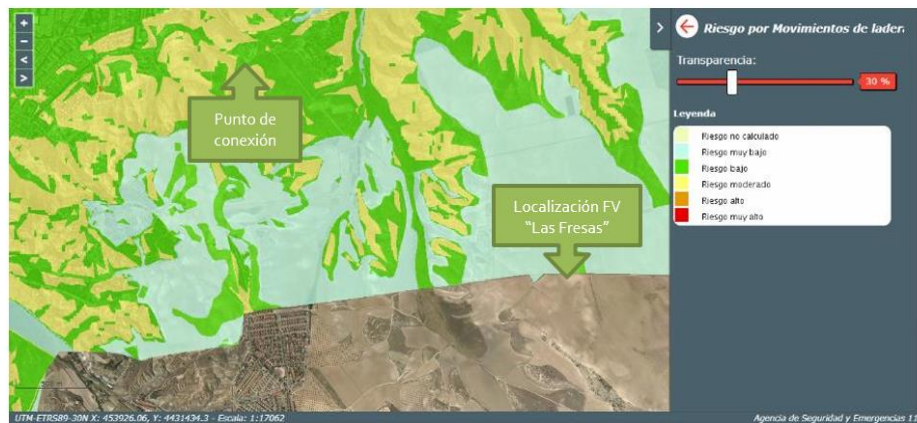 Riesgo por Movimientos de lader
Transparencia:
30 %
Leyenda
Riesgo no calculado
Riesgo muy bajo
Riesgo bajo
Riesgo moderado
Riesgo alto
Riesgo muy alto
Punto de
conexión
Localización FV
"Las Fresas"
UTM-ETRS89-30N X: 453926.06, Y: 4431434.3 - Escala: 1:17062
Agencia de Seguridad y Emergencias 11